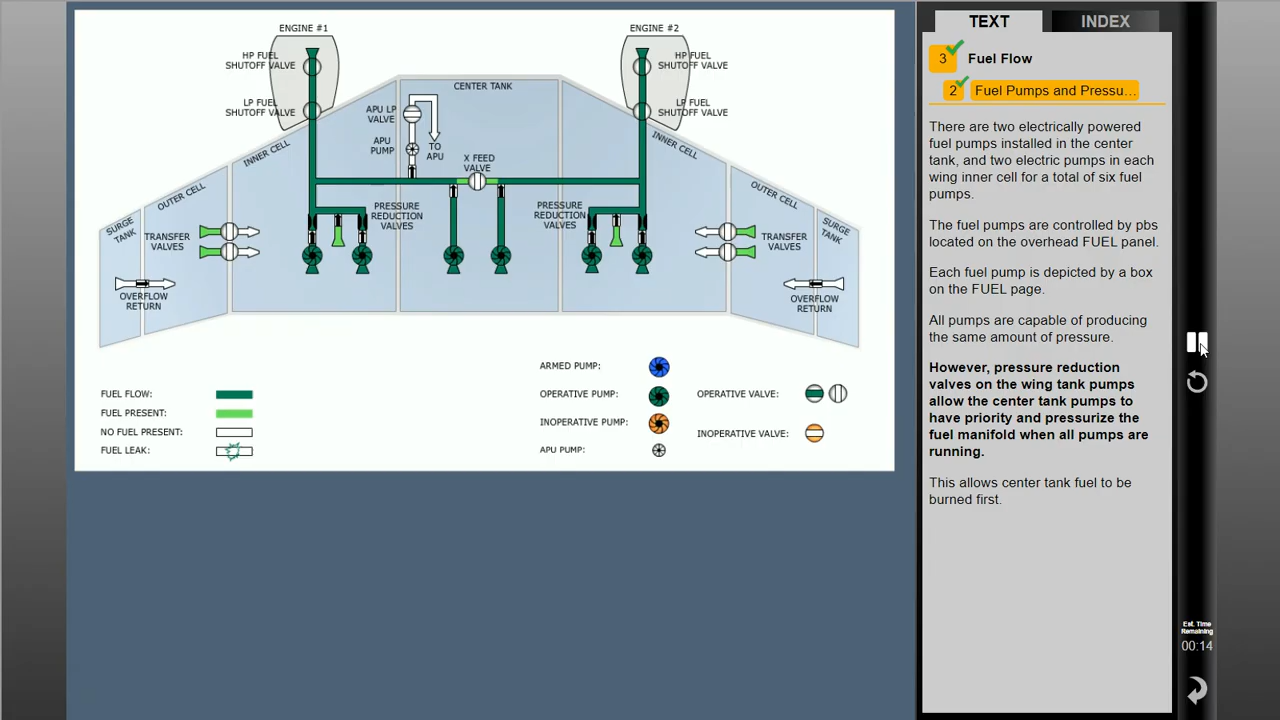 ENGINE #1
ENGINE #2
HP FUEL
SHUTOFF VALVE
HP FUEL
SHUTOFF VALVE
CENTER TANK
LP FUEL
SHUTOFF VALVE
APU LP
VALVE
LP FUEL
SHUTOFF VALVE
APU
PUMP
TO
APU
INNER CELL
X FEED
VALVE
INNER CELL
OUTER CELL
OUTER CELL
SURGE
TANK
TRANSFER
VALVES
PRESSURE
REDUCTION
VALVES
PRESSURE
REDUCTION
VALVES
TRANSFER
VALVES
SURGE
TANK
OVERFLOW
RETURN
OVERFLOW
RETURN
FUEL FLOW:
FUEL PRESENT:
NO FUEL PRESENT:
FUEL LEAK:
ARMED PUMP:
OPERATIVE PUMP:
INOPERATIVE PUMP:
APU PUMP:
OPERATIVE VALVE:
INOPERATIVE VALVE:
TEXT
INDEX
3 Fuel Flow
2 Fuel Pumps and Pressu...
There are two electrically powered
fuel pumps installed in the center
tank, and two electric pumps in each
wing inner cell for a total of six fuel
pumps.
The fuel pumps are controlled by pbs
located on the overhead FUEL panel.
Each fuel pump is depicted by a box
on the FUEL page.
All pumps are capable of producing
the same amount of pressure.
However, pressure reduction
valves on the wing tank pumps
allow the center tank pumps to
have priority and pressurize the
fuel manifold when all pumps are
running.
This allows center tank fuel to be
burned first.
Est. Time
Remaining
00:14